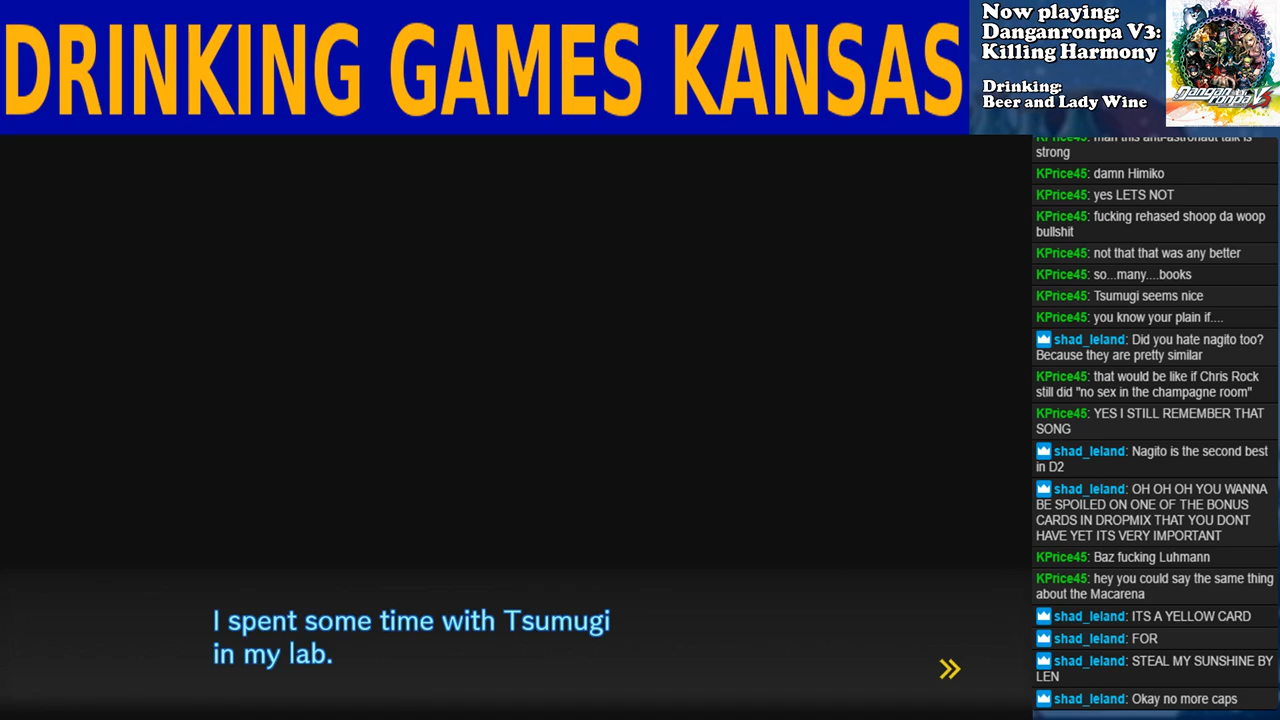 DRINKING GAMES KANSAS
Now playing:
Danganronpa V3:
Killing Harmony
Drinking:
Beer and Lady Wine
KPrice45: man this anti-astronaut talk is
strong
KPrice45: damn Himiko
KPrice45: yes LETS NOT
KPrice45: fucking rehased shoop da woop
bullshit
KPrice45: not that that was any better
KPrice45: so...many....books
KPrice45: Tsumugi seems nice
KPrice45: you know your plain if....
shad_leland: Did you hate nagito too?
Because they are pretty similar
KPrice45: that would be like if Chris Rock
still did "no sex in the champagne room"
KPrice45: YES I STILL REMEMBER THAT
SONG
shad_leland: Nagito is the second best
in D2
shad_leland: OH OH OH YOU WANNA
BE SPOILED ON ONE OF THE BONUS
CARDS IN DROPMIX THAT YOU DONT
HAVE YET ITS VERY IMPORTANT
KPrice45: Baz fucking Luhmann
KPrice45: hey you could say the same thing
about the Macarena
shad_leland: ITS A YELLOW CARD
shad_leland: FOR
shad_leland: STEAL MY SUNSHINE BY
LEN
shad_leland: Okay no more caps
I spent some time with Tsumugi
in my lab.